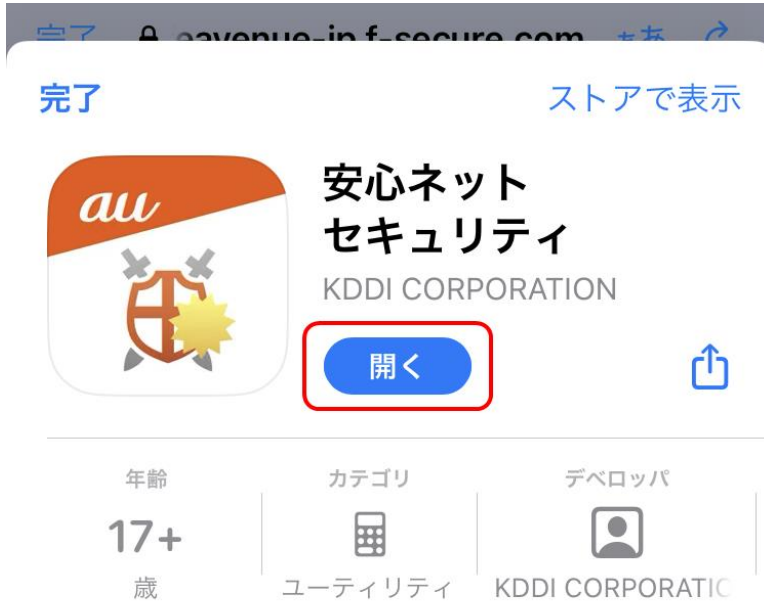 完了
ストアで表示
au
安心ネット
セキュリティ
KDDI CORPORATION
開く
年齢
カテゴリ
デベロッパ
17+
歳
ユーティリティ